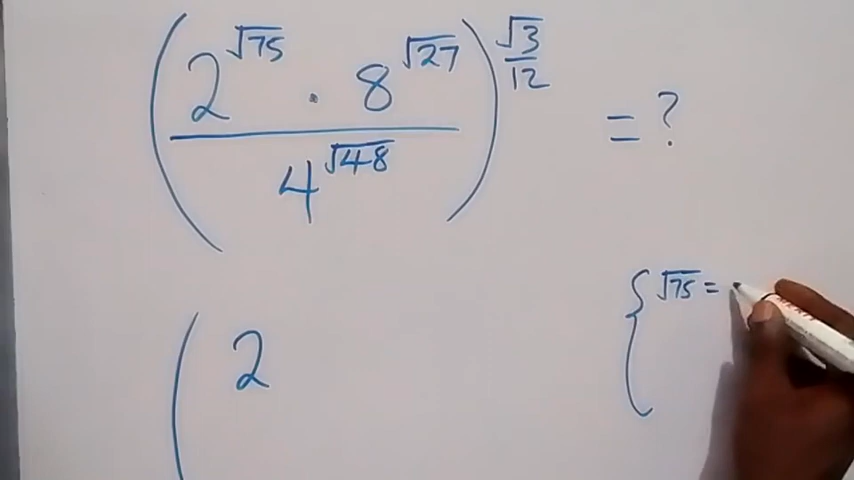 (2^√75 · 8^√27 / 4^√48)^(√3/12) = ?
{ √75 =
( 2